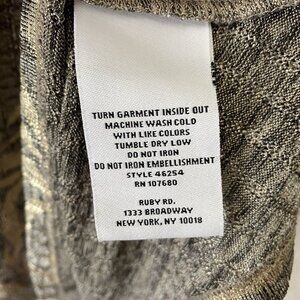 TURN GARMENT INSIDE OUT
MACHINE WASH COLD
WITH LIKE COLORS
TUMBLE DRY LOW
DO NOT IRON
DO NOT IRON EMBELLISHMENT
STYLE 46254
RN 107680
RUBY RD.
1333 BROADWAY
NEW YORK, NY 10018